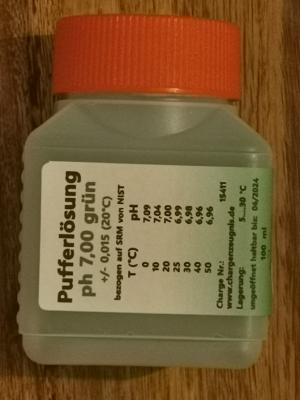 Pufferlösung
ph 7,00 grün
+/- 0,015 (20°C)
bezogen auf SRM von NIST
T (°C) pH
0 7,09
10 7,04
20 7,00
25 6,99
30 6,98
40 6,96
50 6,96
Charge Nr.: 15411
www.chargenzeugnis.de
Lagerung: 5...30 °C
ungeöffnet haltbar bis: 06/2024
100 ml